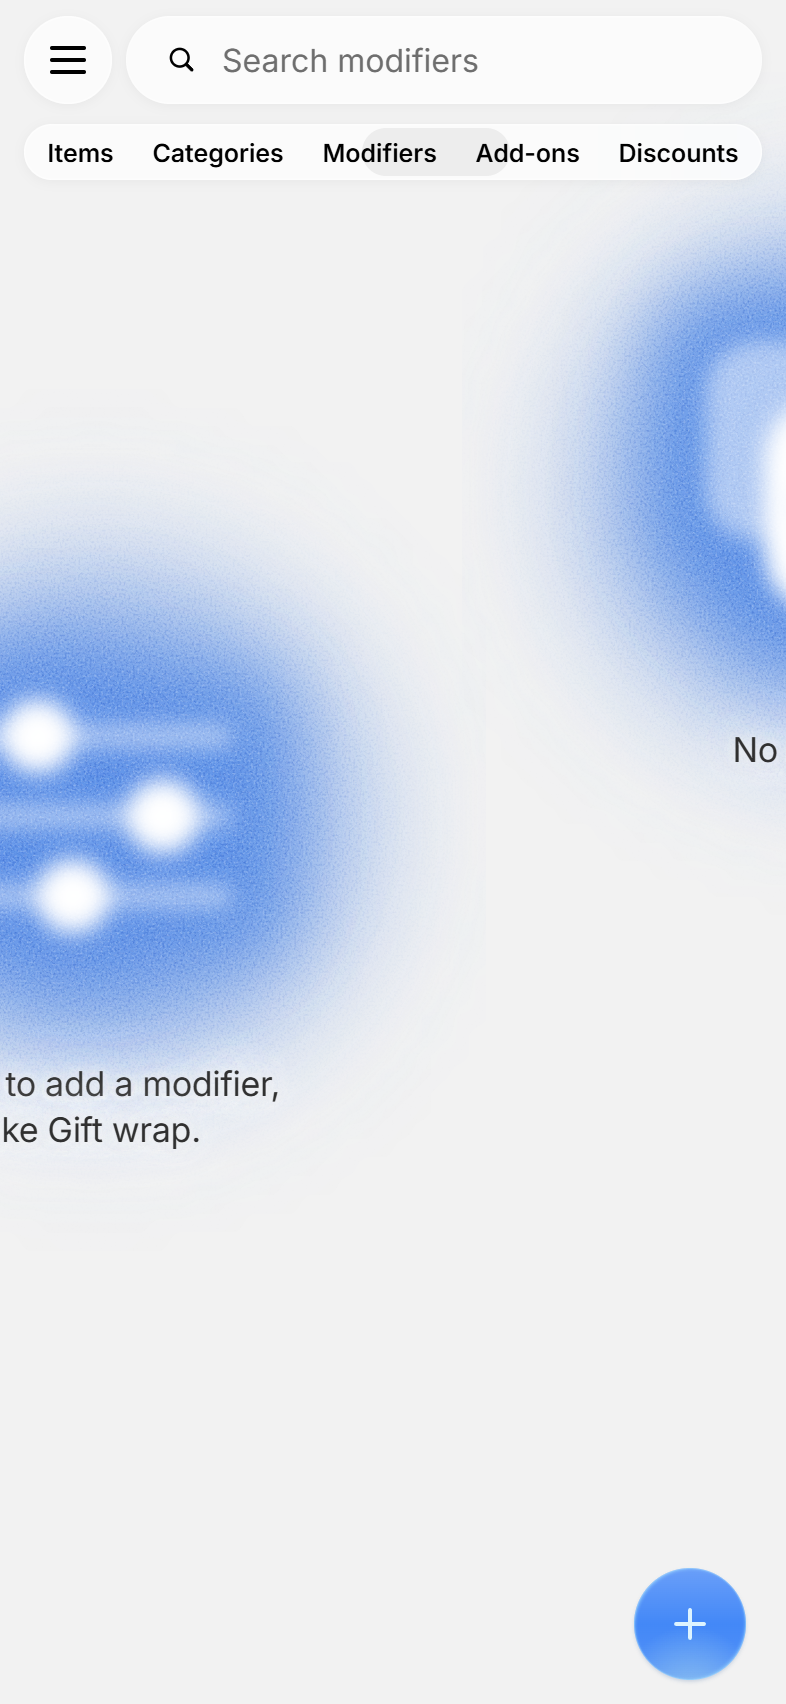 Search modifiers
Items Categories Modifiers Add-ons Discounts
No
to add a modifier,
ke Gift wrap.